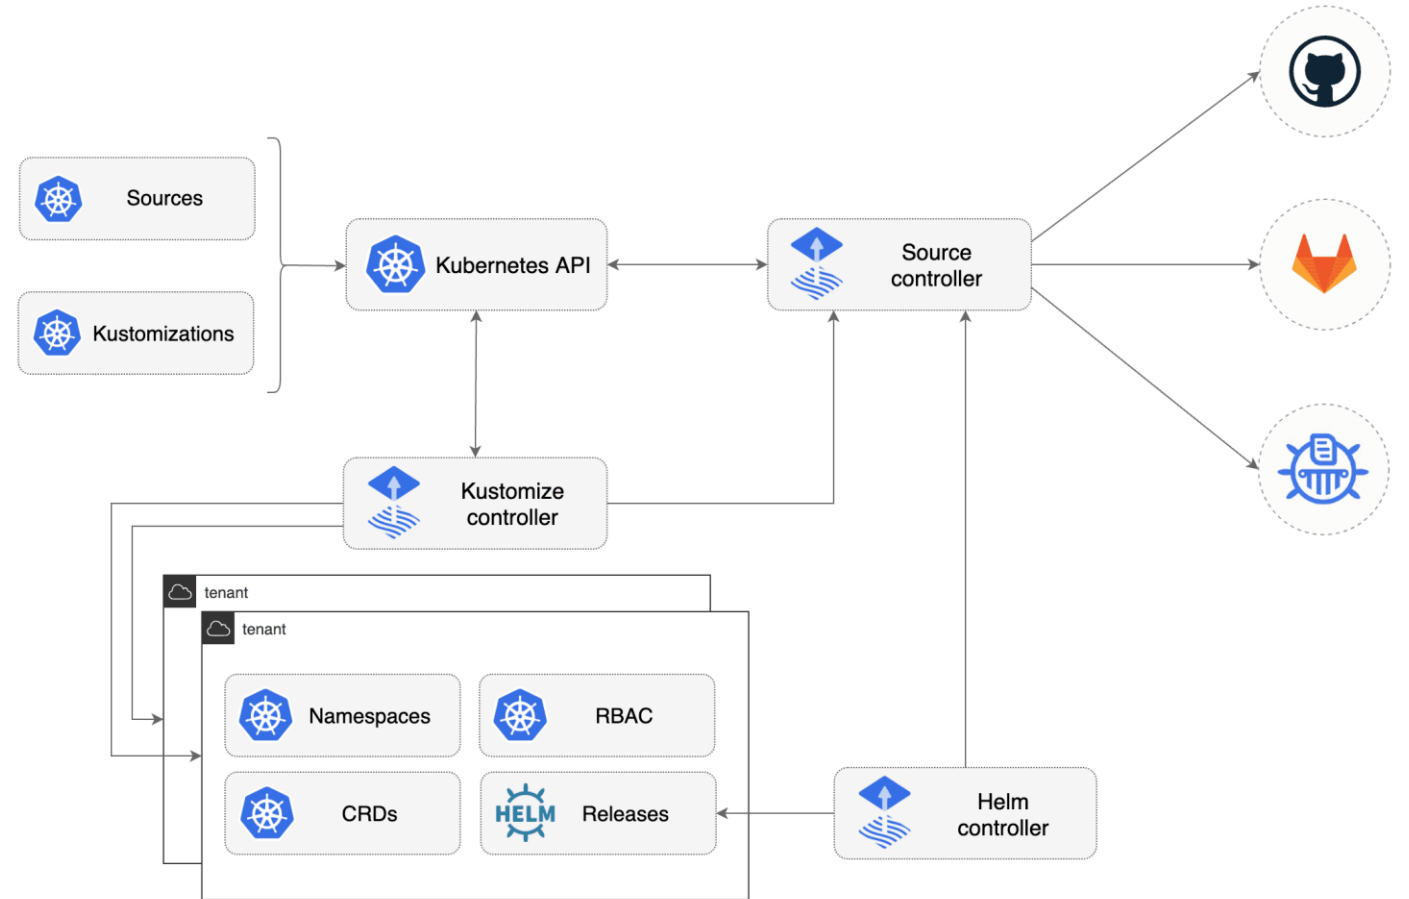 Sources
Kustomizations
Kubernetes API
Source
controller
Kustomize
controller
tenant
tenant
Namespaces
RBAC
CRDs
HELM
Releases
Helm
controller